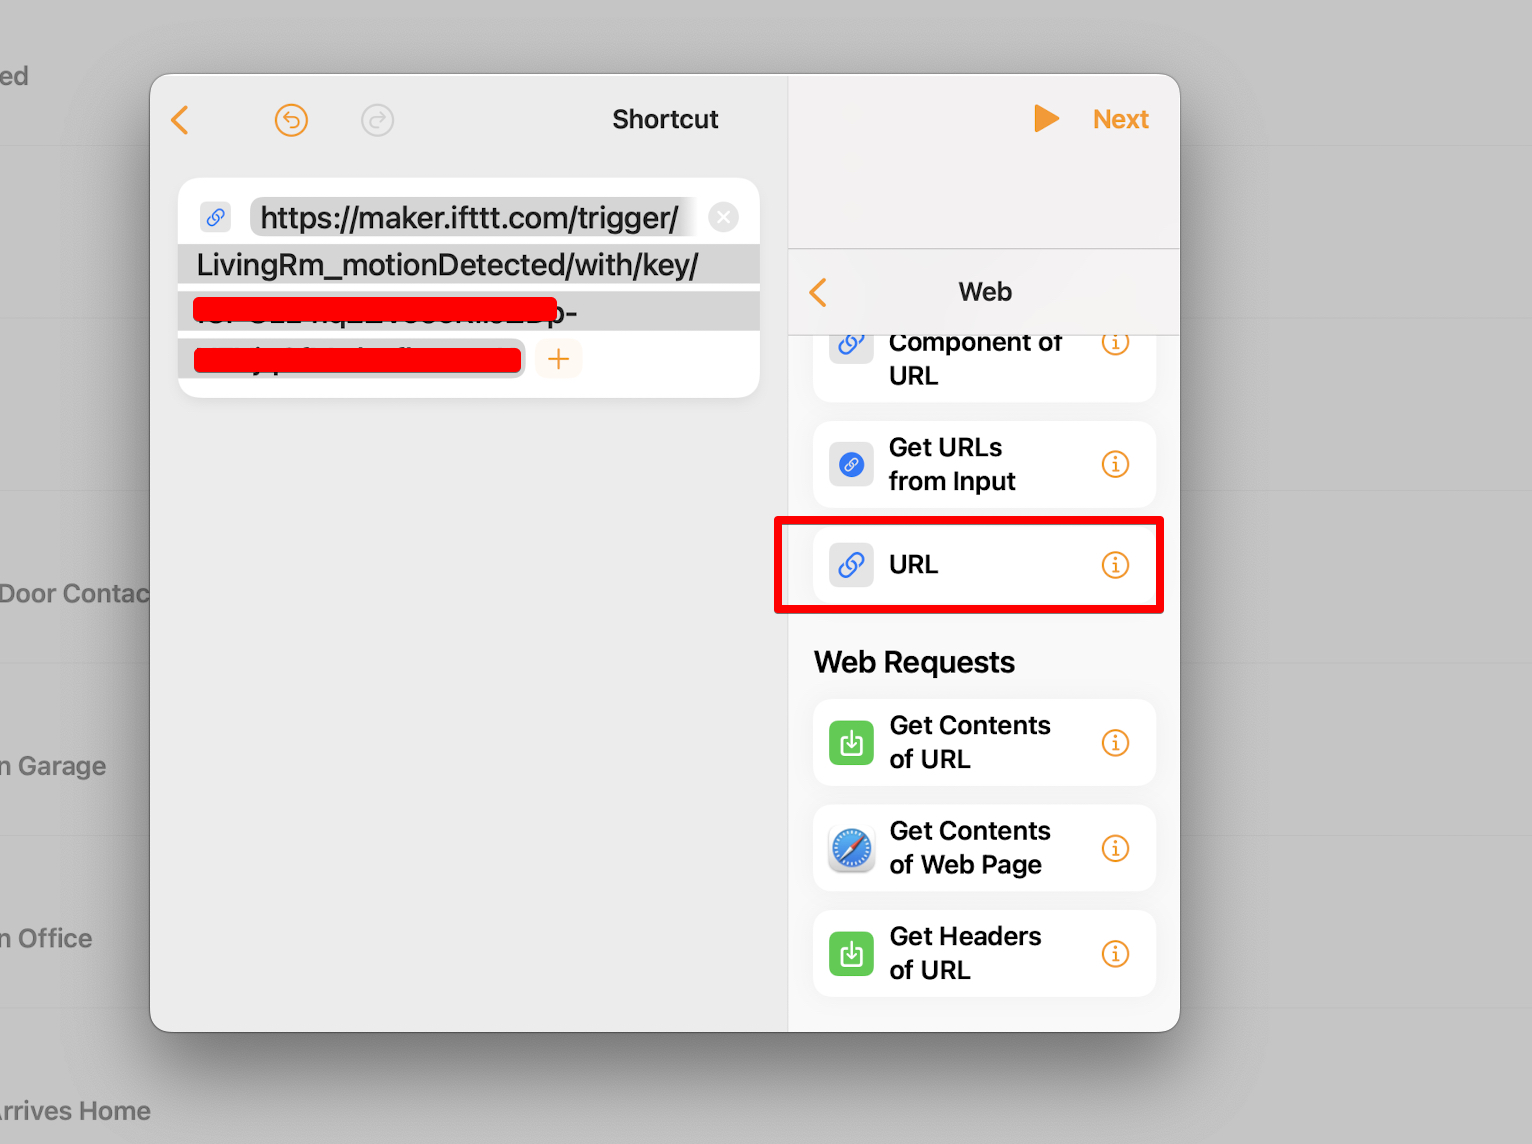 ed
Shortcut
Next
https://maker.ifttt.com/trigger/
LivingRm_motionDetected/with/key/
Web
Component of
URL
Get URLs
from Input
URL
Door Contac
Web Requests
Get Contents
of URL
n Garage
Get Contents
of Web Page
n Office
Get Headers
of URL
rrives Home